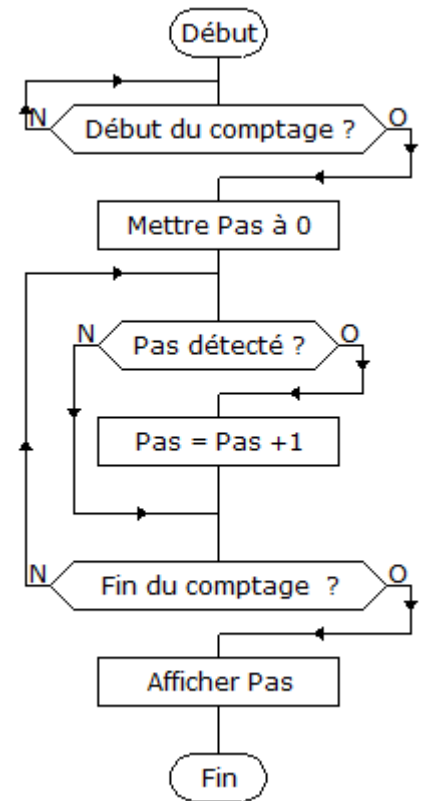 Début
N Début du comptage ? O
Mettre Pas à 0
N Pas détecté ? O
Pas = Pas +1
N Fin du comptage ? O
Afficher Pas
Fin